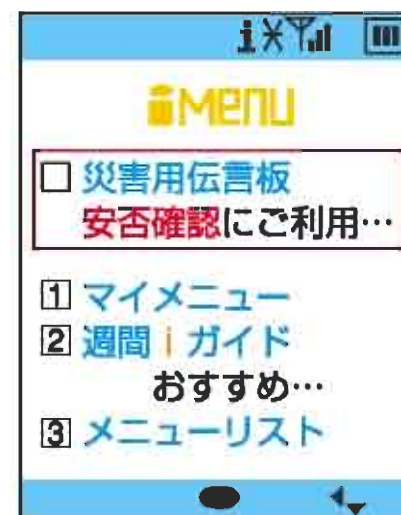 iMenu
□ 災害用伝言板
安否確認にご利用…
1 マイメニュー
2 週間iガイド
おすすめ…
3 メニューリスト